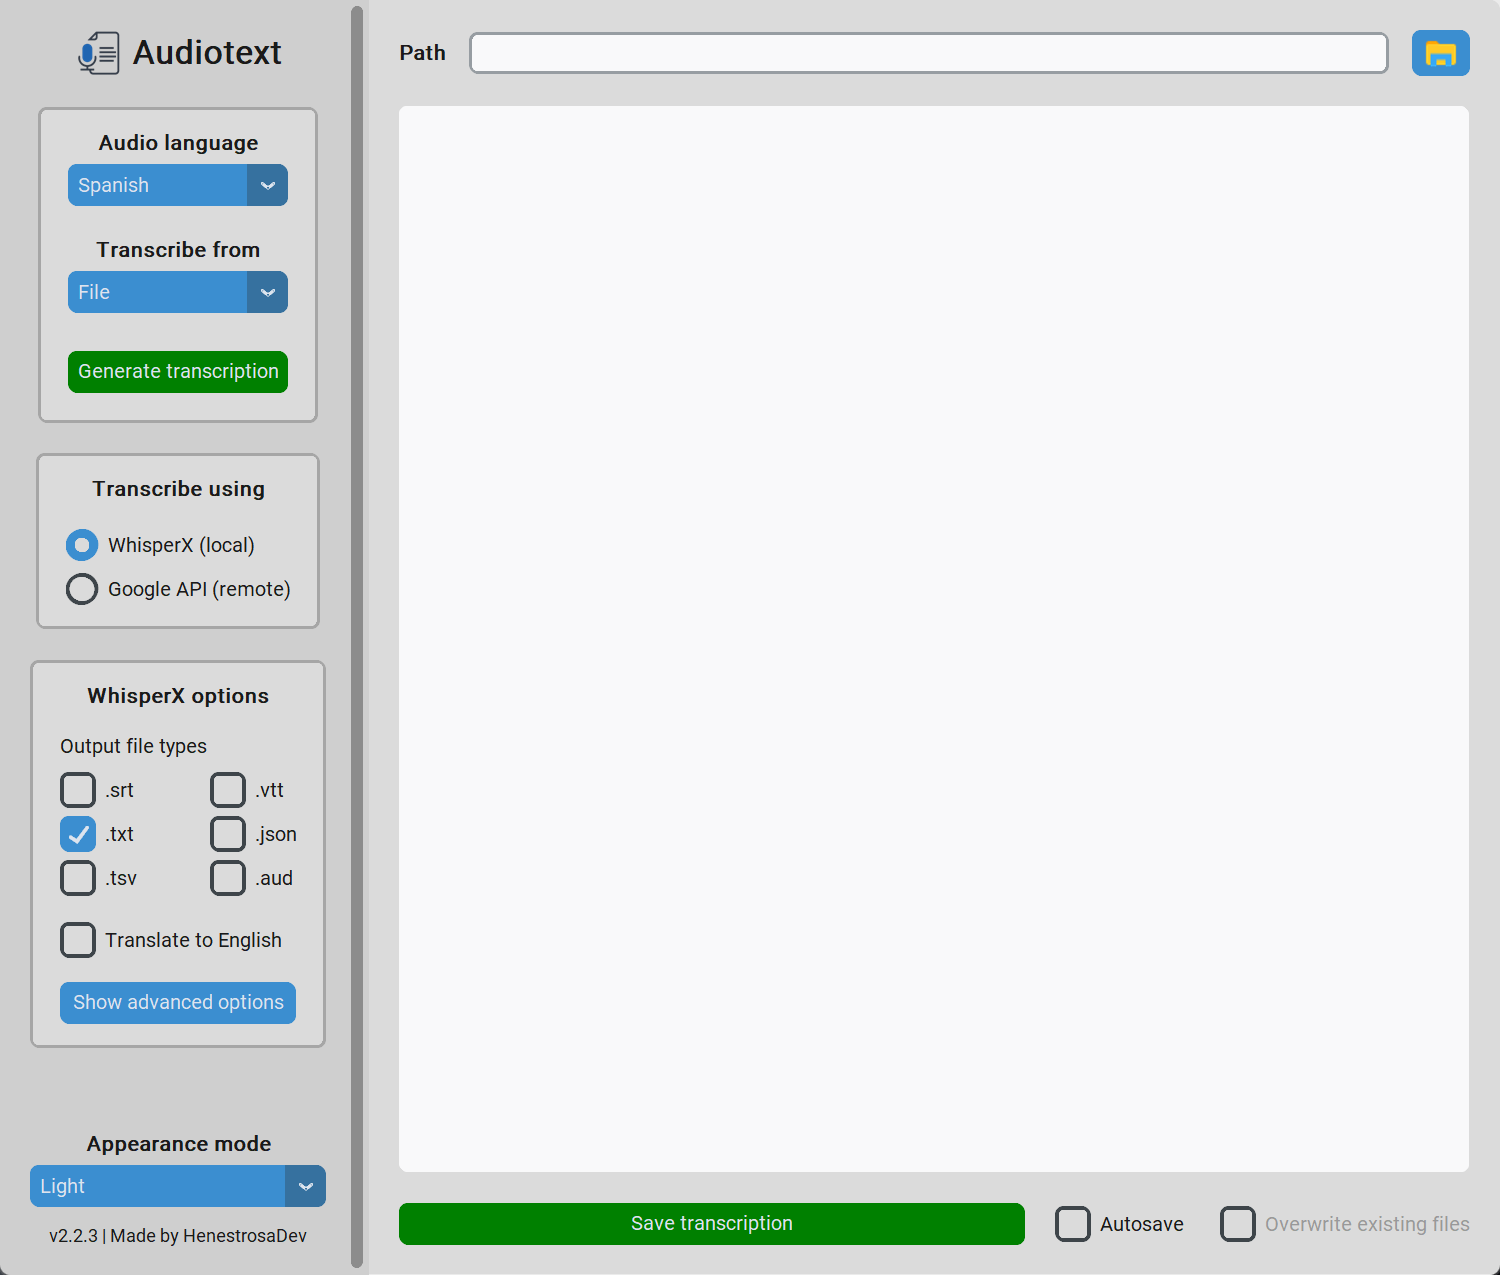 Audiotext
Audio language
Spanish
Transcribe from
File
Generate transcription
Transcribe using
WhisperX (local)
Google API (remote)
WhisperX options
Output file types
.srt .vtt
.txt .json
.tsv .aud
Translate to English
Show advanced options
Appearance mode
Light
v2.2.3 | Made by HenestrosaDev
Path
Save transcription Autosave Overwrite existing files